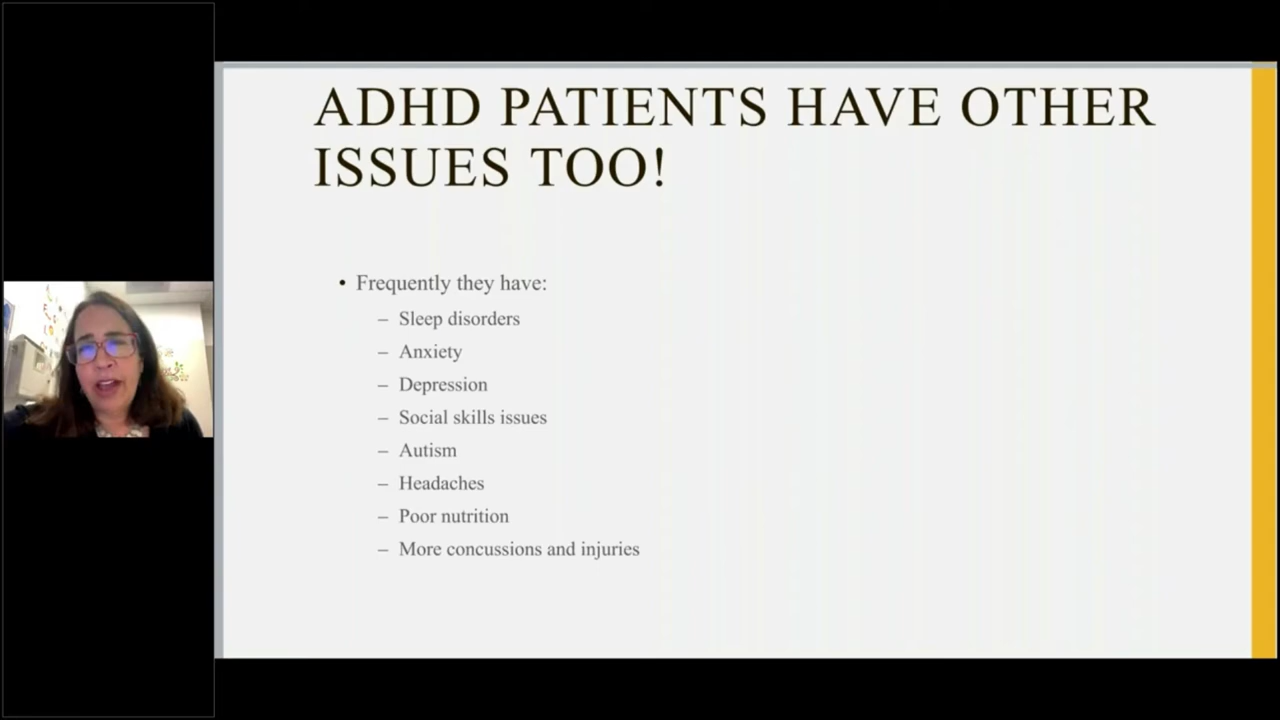 ADHD PATIENTS HAVE OTHER
ISSUES TOO!
• Frequently they have:
– Sleep disorders
– Anxiety
– Depression
– Social skills issues
– Autism
– Headaches
– Poor nutrition
– More concussions and injuries